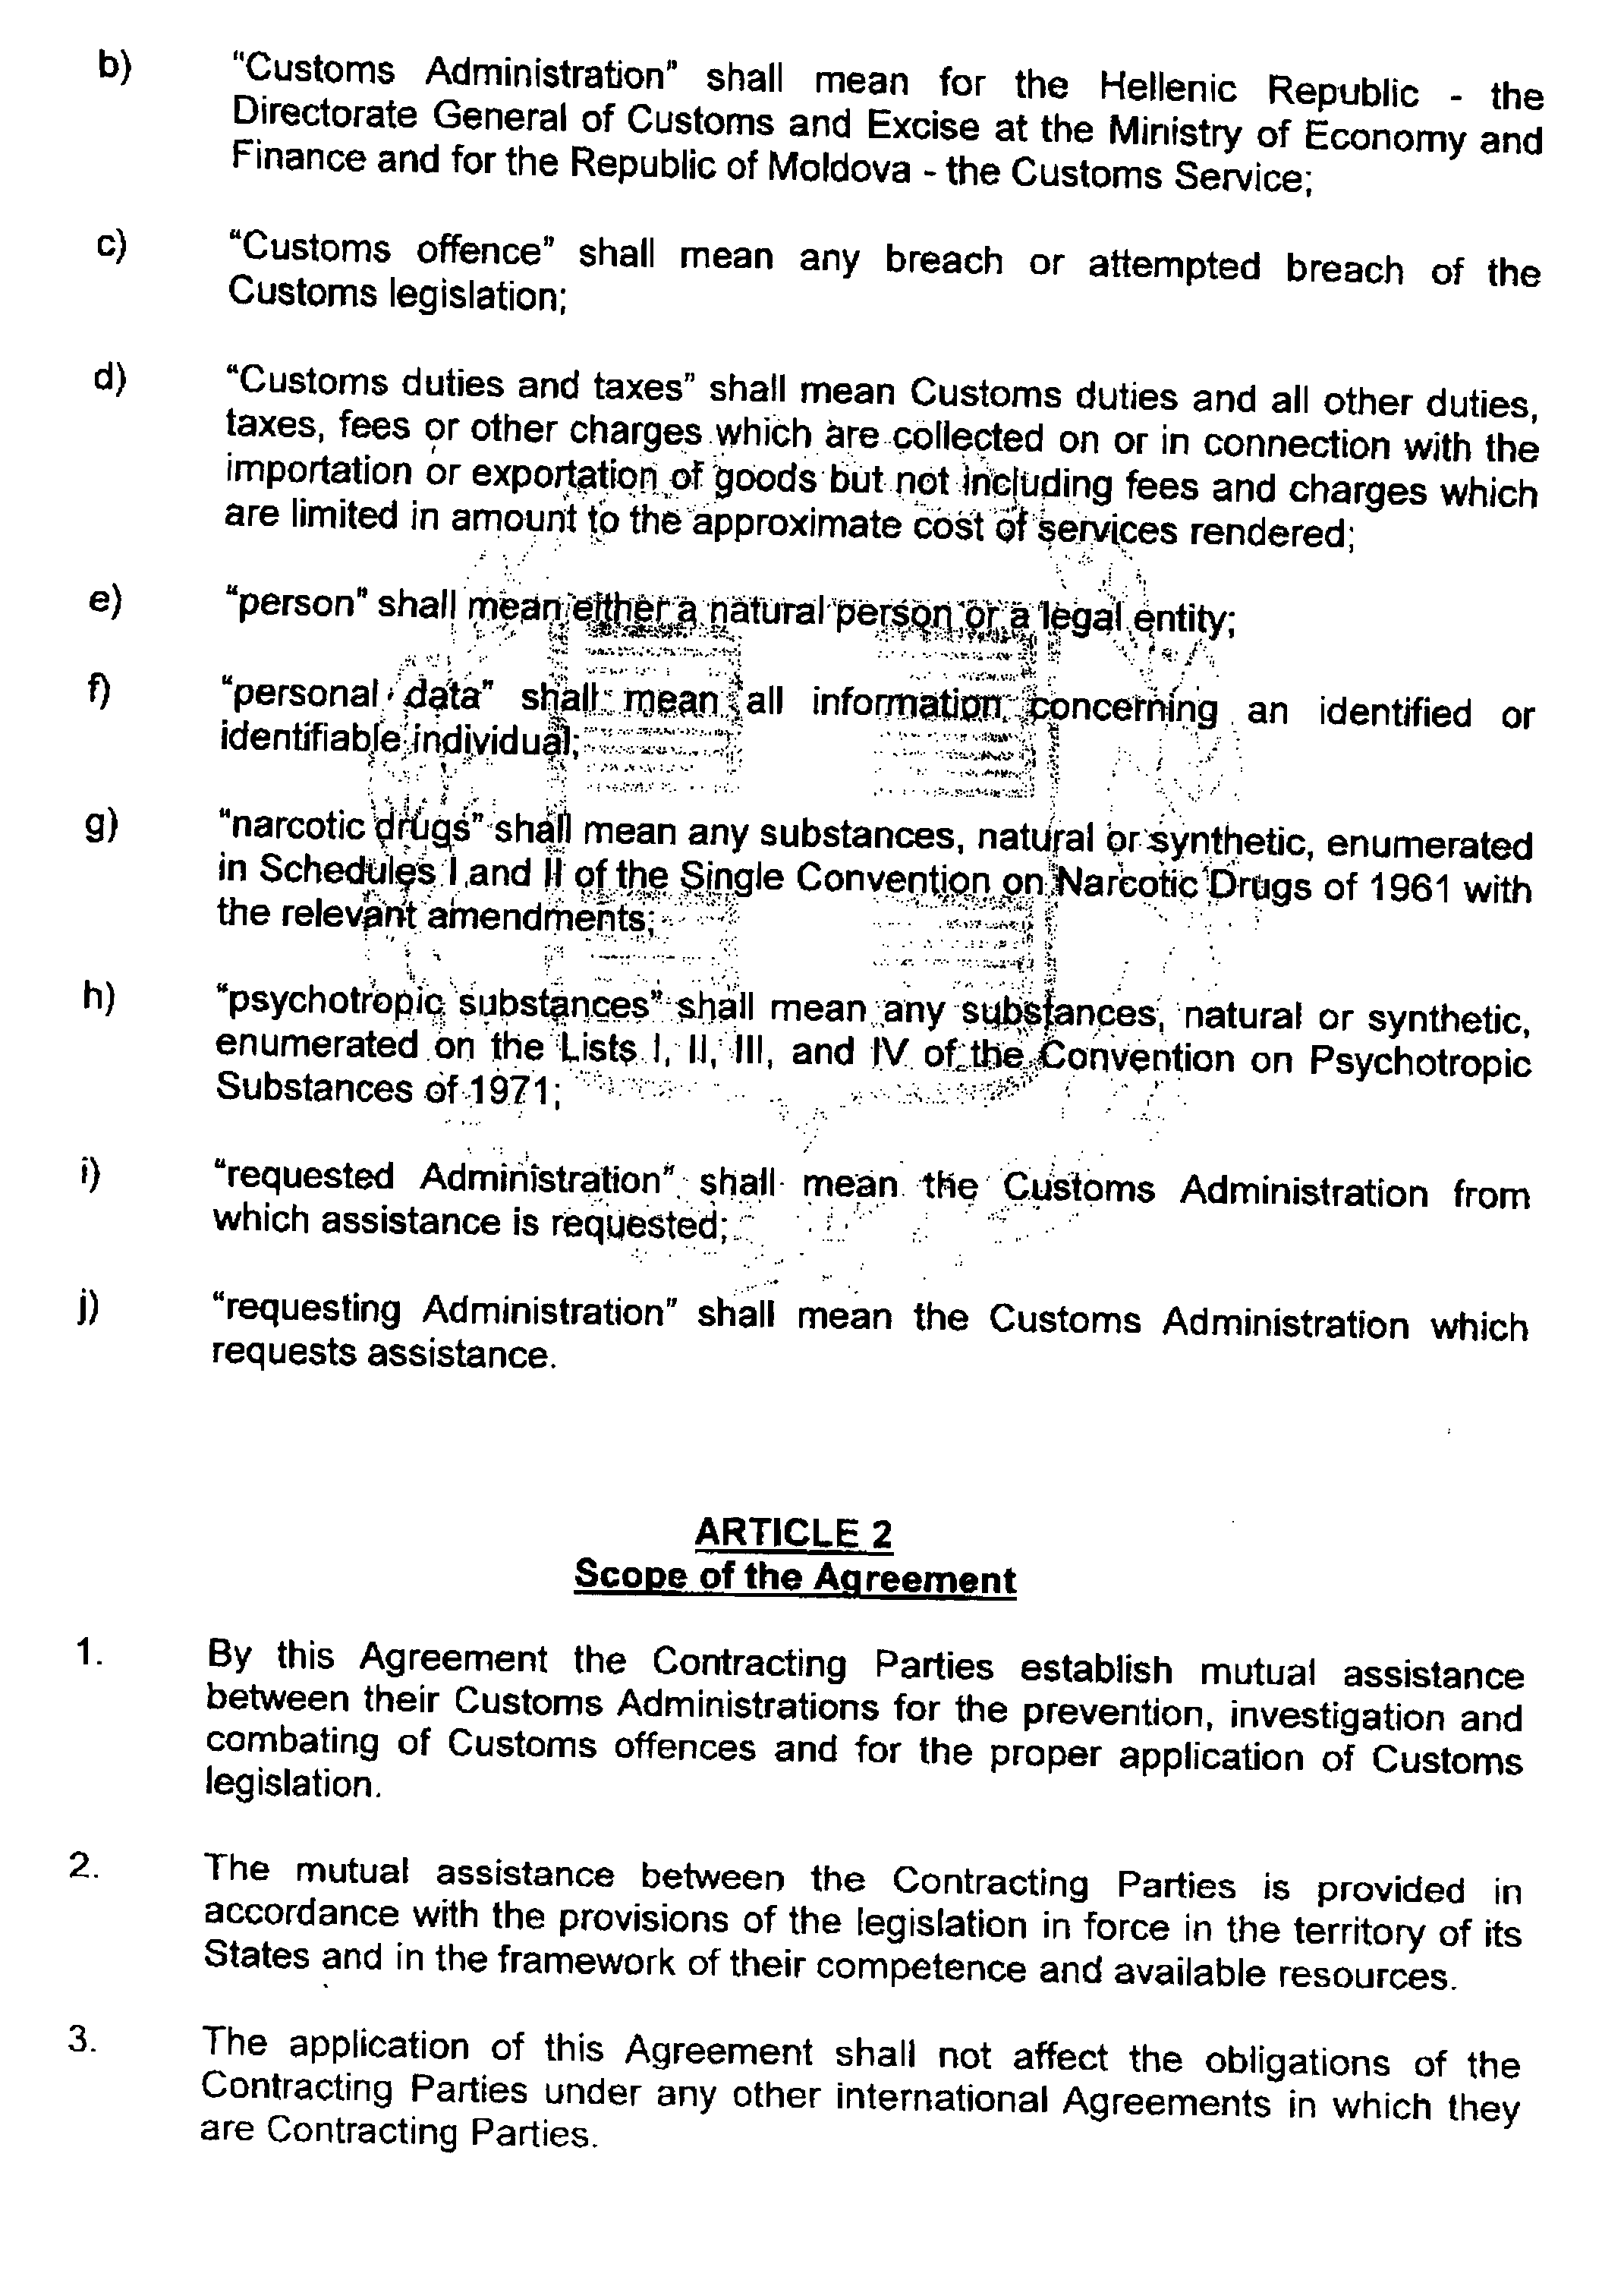 b) "Customs Administration" shall mean for the Hellenic Republic - the
Directorate General of Customs and Excise at the Ministry of Economy and
Finance and for the Republic of Moldova - the Customs Service;
c) "Customs offence" shall mean any breach or attempted breach of the
Customs legislation;
d) "Customs duties and taxes" shall mean Customs duties and all other duties,
taxes, fees or other charges which are collected on or in connection with the
importation or exportation of goods but not including fees and charges which
are limited in amount to the approximate cost of services rendered;
e) "person" shall mean either a natural person or a legal entity;
f) "personal data" shall mean all information concerning an identified or
identifiable individual;
g) "narcotic drugs" shall mean any substances, natural or synthetic, enumerated
in Schedules I and II of the Single Convention on Narcotic Drugs of 1961 with
the relevant amendments;
h) "psychotropic substances" shall mean any substances, natural or synthetic,
enumerated on the Lists I, II, III, and IV of the Convention on Psychotropic
Substances of 1971;
i) "requested Administration" shall mean the Customs Administration from
which assistance is requested;
j) "requesting Administration" shall mean the Customs Administration which
requests assistance.
ARTICLE 2
Scope of the Agreement
1. By this Agreement the Contracting Parties establish mutual assistance
between their Customs Administrations for the prevention, investigation and
combating of Customs offences and for the proper application of Customs
legislation.
2. The mutual assistance between the Contracting Parties is provided in
accordance with the provisions of the legislation in force in the territory of its
States and in the framework of their competence and available resources.
3. The application of this Agreement shall not affect the obligations of the
Contracting Parties under any other international Agreements in which they
are Contracting Parties.